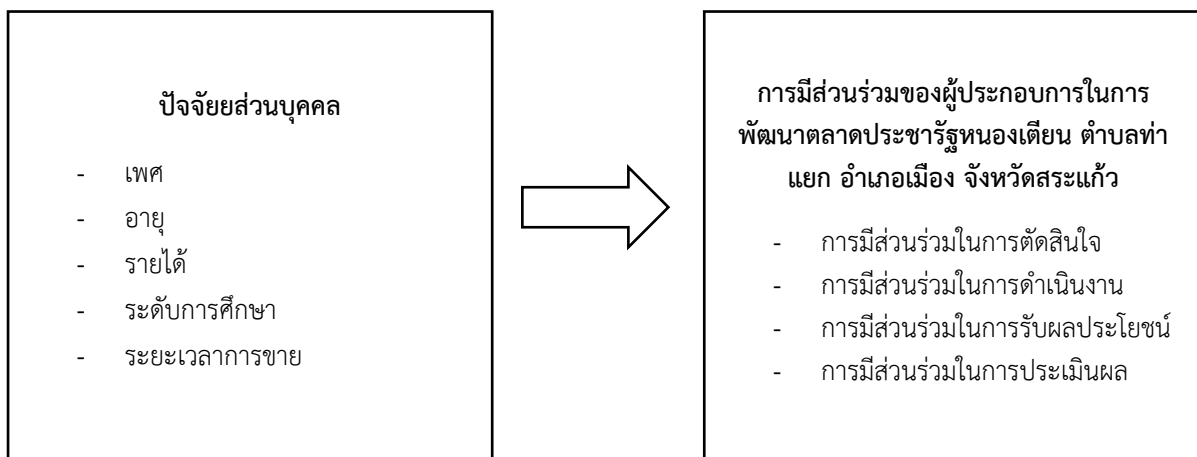 ปัจจัยยส่วนบุคคล
- เพศ
- อายุ
- รายได้
- ระดับการศึกษา
- ระยะเวลาการขาย
การมีส่วนร่วมของผู้ประกอบการในการ
พัฒนาตลาดประชารัฐหนองเตียน ตำบลท่า
แยก อำเภอเมือง จังหวัดสระแก้ว
- การมีส่วนร่วมในการตัดสินใจ
- การมีส่วนร่วมในการดำเนินงาน
- การมีส่วนร่วมในการรับผลประโยชน์
- การมีส่วนร่วมในการประเมินผล